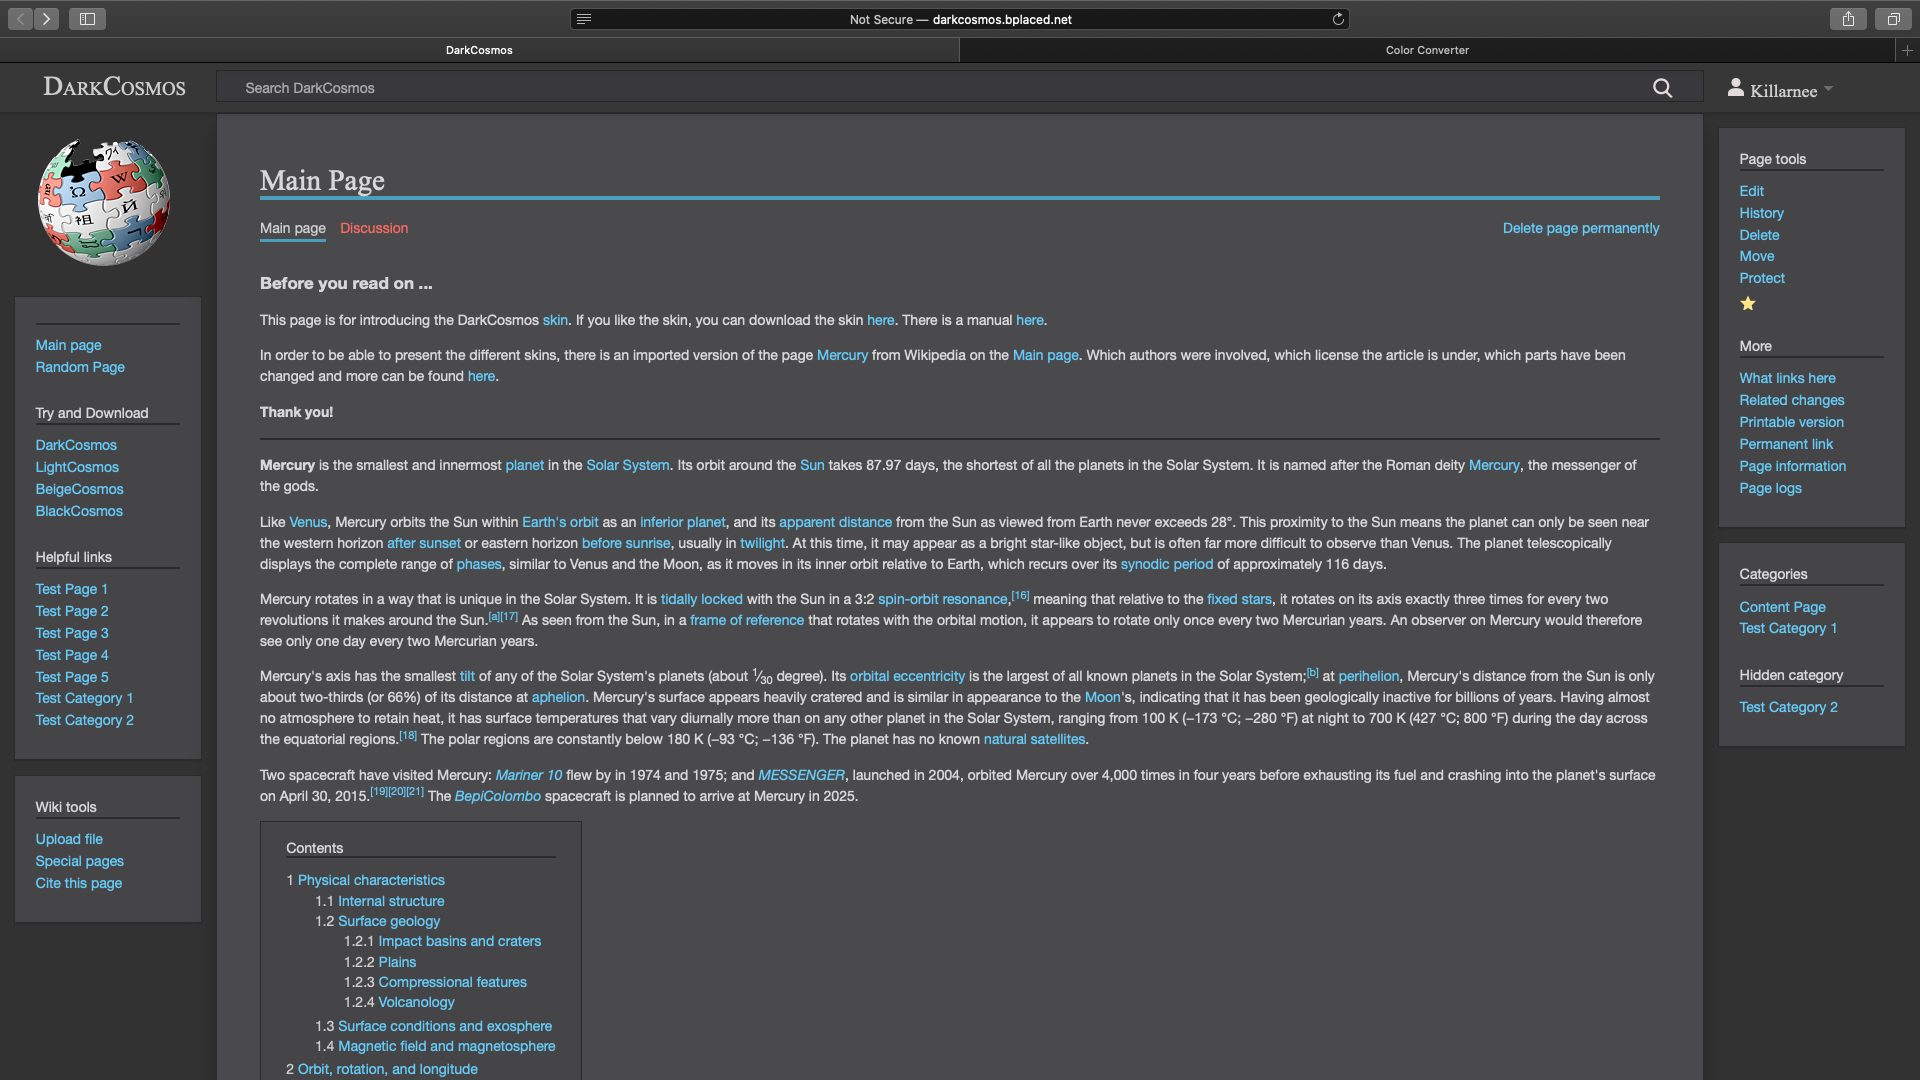 Not Secure — darkcosmos.bplaced.net
DarkCosmos
Color Converter
DarkCosmos
Search DarkCosmos
Killarnee
Main page
Random Page
Try and Download
DarkCosmos
LightCosmos
BeigeCosmos
BlackCosmos
Helpful links
Test Page 1
Test Page 2
Test Page 3
Test Page 4
Test Page 5
Test Category 1
Test Category 2
Wiki tools
Upload file
Special pages
Cite this page
Main Page
Main page Discussion
Delete page permanently
Before you read on ...
This page is for introducing the DarkCosmos skin. If you like the skin, you can download the skin here. There is a manual here.
In order to be able to present the different skins, there is an imported version of the page Mercury from Wikipedia on the Main page. Which authors were involved, which license the article is under, which parts have been
changed and more can be found here.
Thank you!
Mercury is the smallest and innermost planet in the Solar System. Its orbit around the Sun takes 87.97 days, the shortest of all the planets in the Solar System. It is named after the Roman deity Mercury, the messenger of
the gods.
Like Venus, Mercury orbits the Sun within Earth's orbit as an inferior planet, and its apparent distance from the Sun as viewed from Earth never exceeds 28°. This proximity to the Sun means the planet can only be seen near
the western horizon after sunset or eastern horizon before sunrise, usually in twilight. At this time, it may appear as a bright star-like object, but is often far more difficult to observe than Venus. The planet telescopically
displays the complete range of phases, similar to Venus and the Moon, as it moves in its inner orbit relative to Earth, which recurs over its synodic period of approximately 116 days.
Mercury rotates in a way that is unique in the Solar System. It is tidally locked with the Sun in a 3:2 spin-orbit resonance,[16] meaning that relative to the fixed stars, it rotates on its axis exactly three times for every two
revolutions it makes around the Sun.[a][17] As seen from the Sun, in a frame of reference that rotates with the orbital motion, it appears to rotate only once every two Mercurian years. An observer on Mercury would therefore
see only one day every two Mercurian years.
Mercury's axis has the smallest tilt of any of the Solar System's planets (about 1⁄30 degree). Its orbital eccentricity is the largest of all known planets in the Solar System;[b] at perihelion, Mercury's distance from the Sun is only
about two-thirds (or 66%) of its distance at aphelion. Mercury's surface appears heavily cratered and is similar in appearance to the Moon's, indicating that it has been geologically inactive for billions of years. Having almost
no atmosphere to retain heat, it has surface temperatures that vary diurnally more than on any other planet in the Solar System, ranging from 100 K (−173 °C; −280 °F) at night to 700 K (427 °C; 800 °F) during the day across
the equatorial regions.[18] The polar regions are constantly below 180 K (−93 °C; −136 °F). The planet has no known natural satellites.
Two spacecraft have visited Mercury: Mariner 10 flew by in 1974 and 1975; and MESSENGER, launched in 2004, orbited Mercury over 4,000 times in four years before exhausting its fuel and crashing into the planet's surface
on April 30, 2015.[19][20][21] The BepiColombo spacecraft is planned to arrive at Mercury in 2025.
Contents
1 Physical characteristics
1.1 Internal structure
1.2 Surface geology
1.2.1 Impact basins and craters
1.2.2 Plains
1.2.3 Compressional features
1.2.4 Volcanology
1.3 Surface conditions and exosphere
1.4 Magnetic field and magnetosphere
2 Orbit, rotation, and longitude
Page tools
Edit
History
Delete
Move
Protect
More
What links here
Related changes
Printable version
Permanent link
Page information
Page logs
Categories
Content Page
Test Category 1
Hidden category
Test Category 2